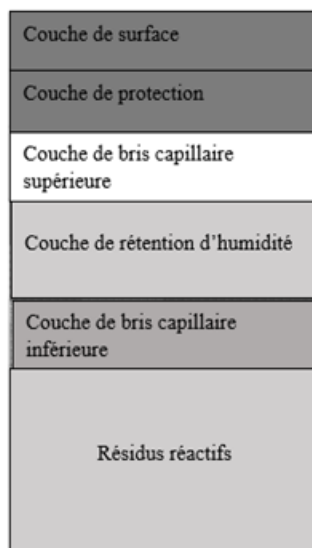 Couche de surface
Couche de protection
Couche de bris capillaire
supérieure
Couche de rétention d’humidité
Couche de bris capillaire
inférieure
Résidus réactifs